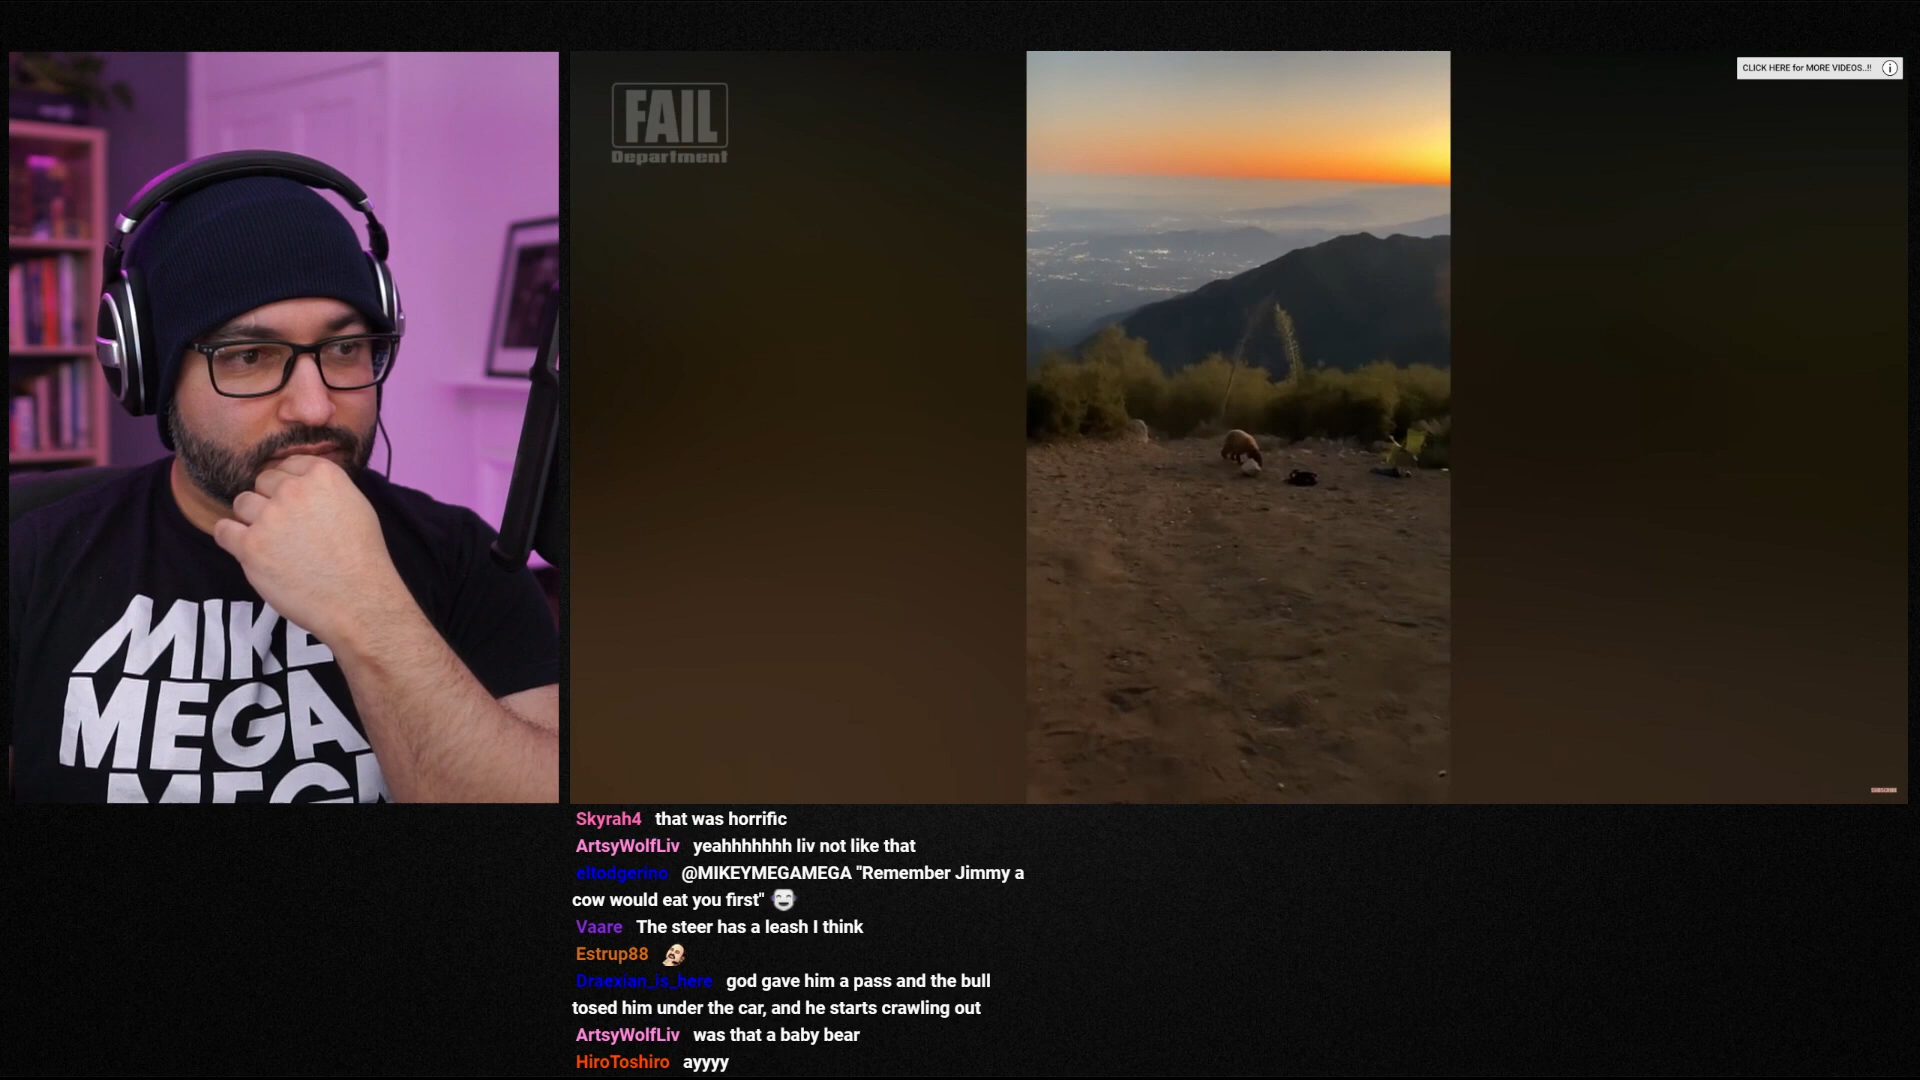 FAIL
Department
CLICK HERE for MORE VIDEOS..!!
MIKE
MEGA
MEGA
SUBSCRIBE
Skyrah4 that was horrific
ArtsyWolfLiv yeahhhhhhh liv not like that
eltodgerino @MIKEYMEGAMEGA "Remember Jimmy a
cow would eat you first"
Vaare The steer has a leash I think
Estrup88
Draexian_is_here god gave him a pass and the bull
tosed him under the car, and he starts crawling out
ArtsyWolfLiv was that a baby bear
HiroToshiro ayyyy